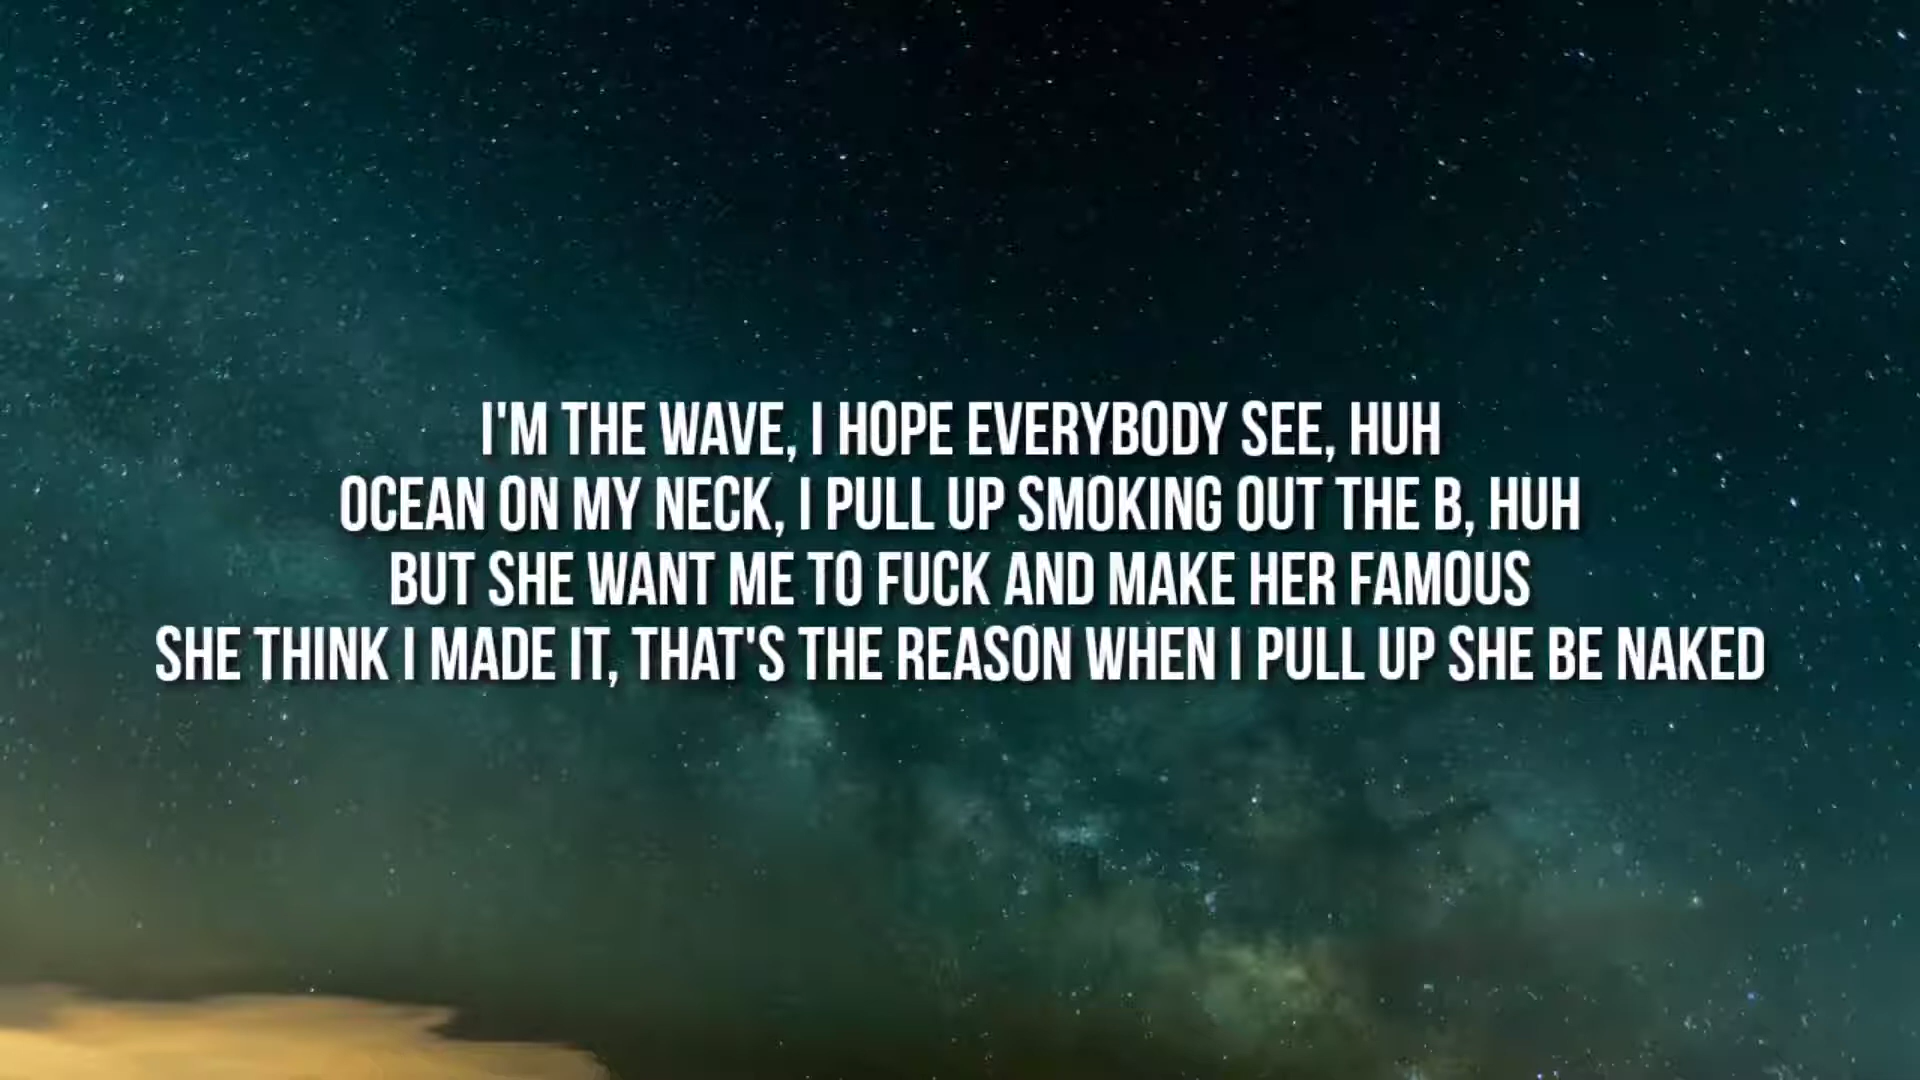 I'M THE WAVE, I HOPE EVERYBODY SEE, HUH
OCEAN ON MY NECK, I PULL UP SMOKING OUT THE B, HUH
BUT SHE WANT ME TO FUCK AND MAKE HER FAMOUS
SHE THINK I MADE IT, THAT'S THE REASON WHEN I PULL UP SHE BE NAKED